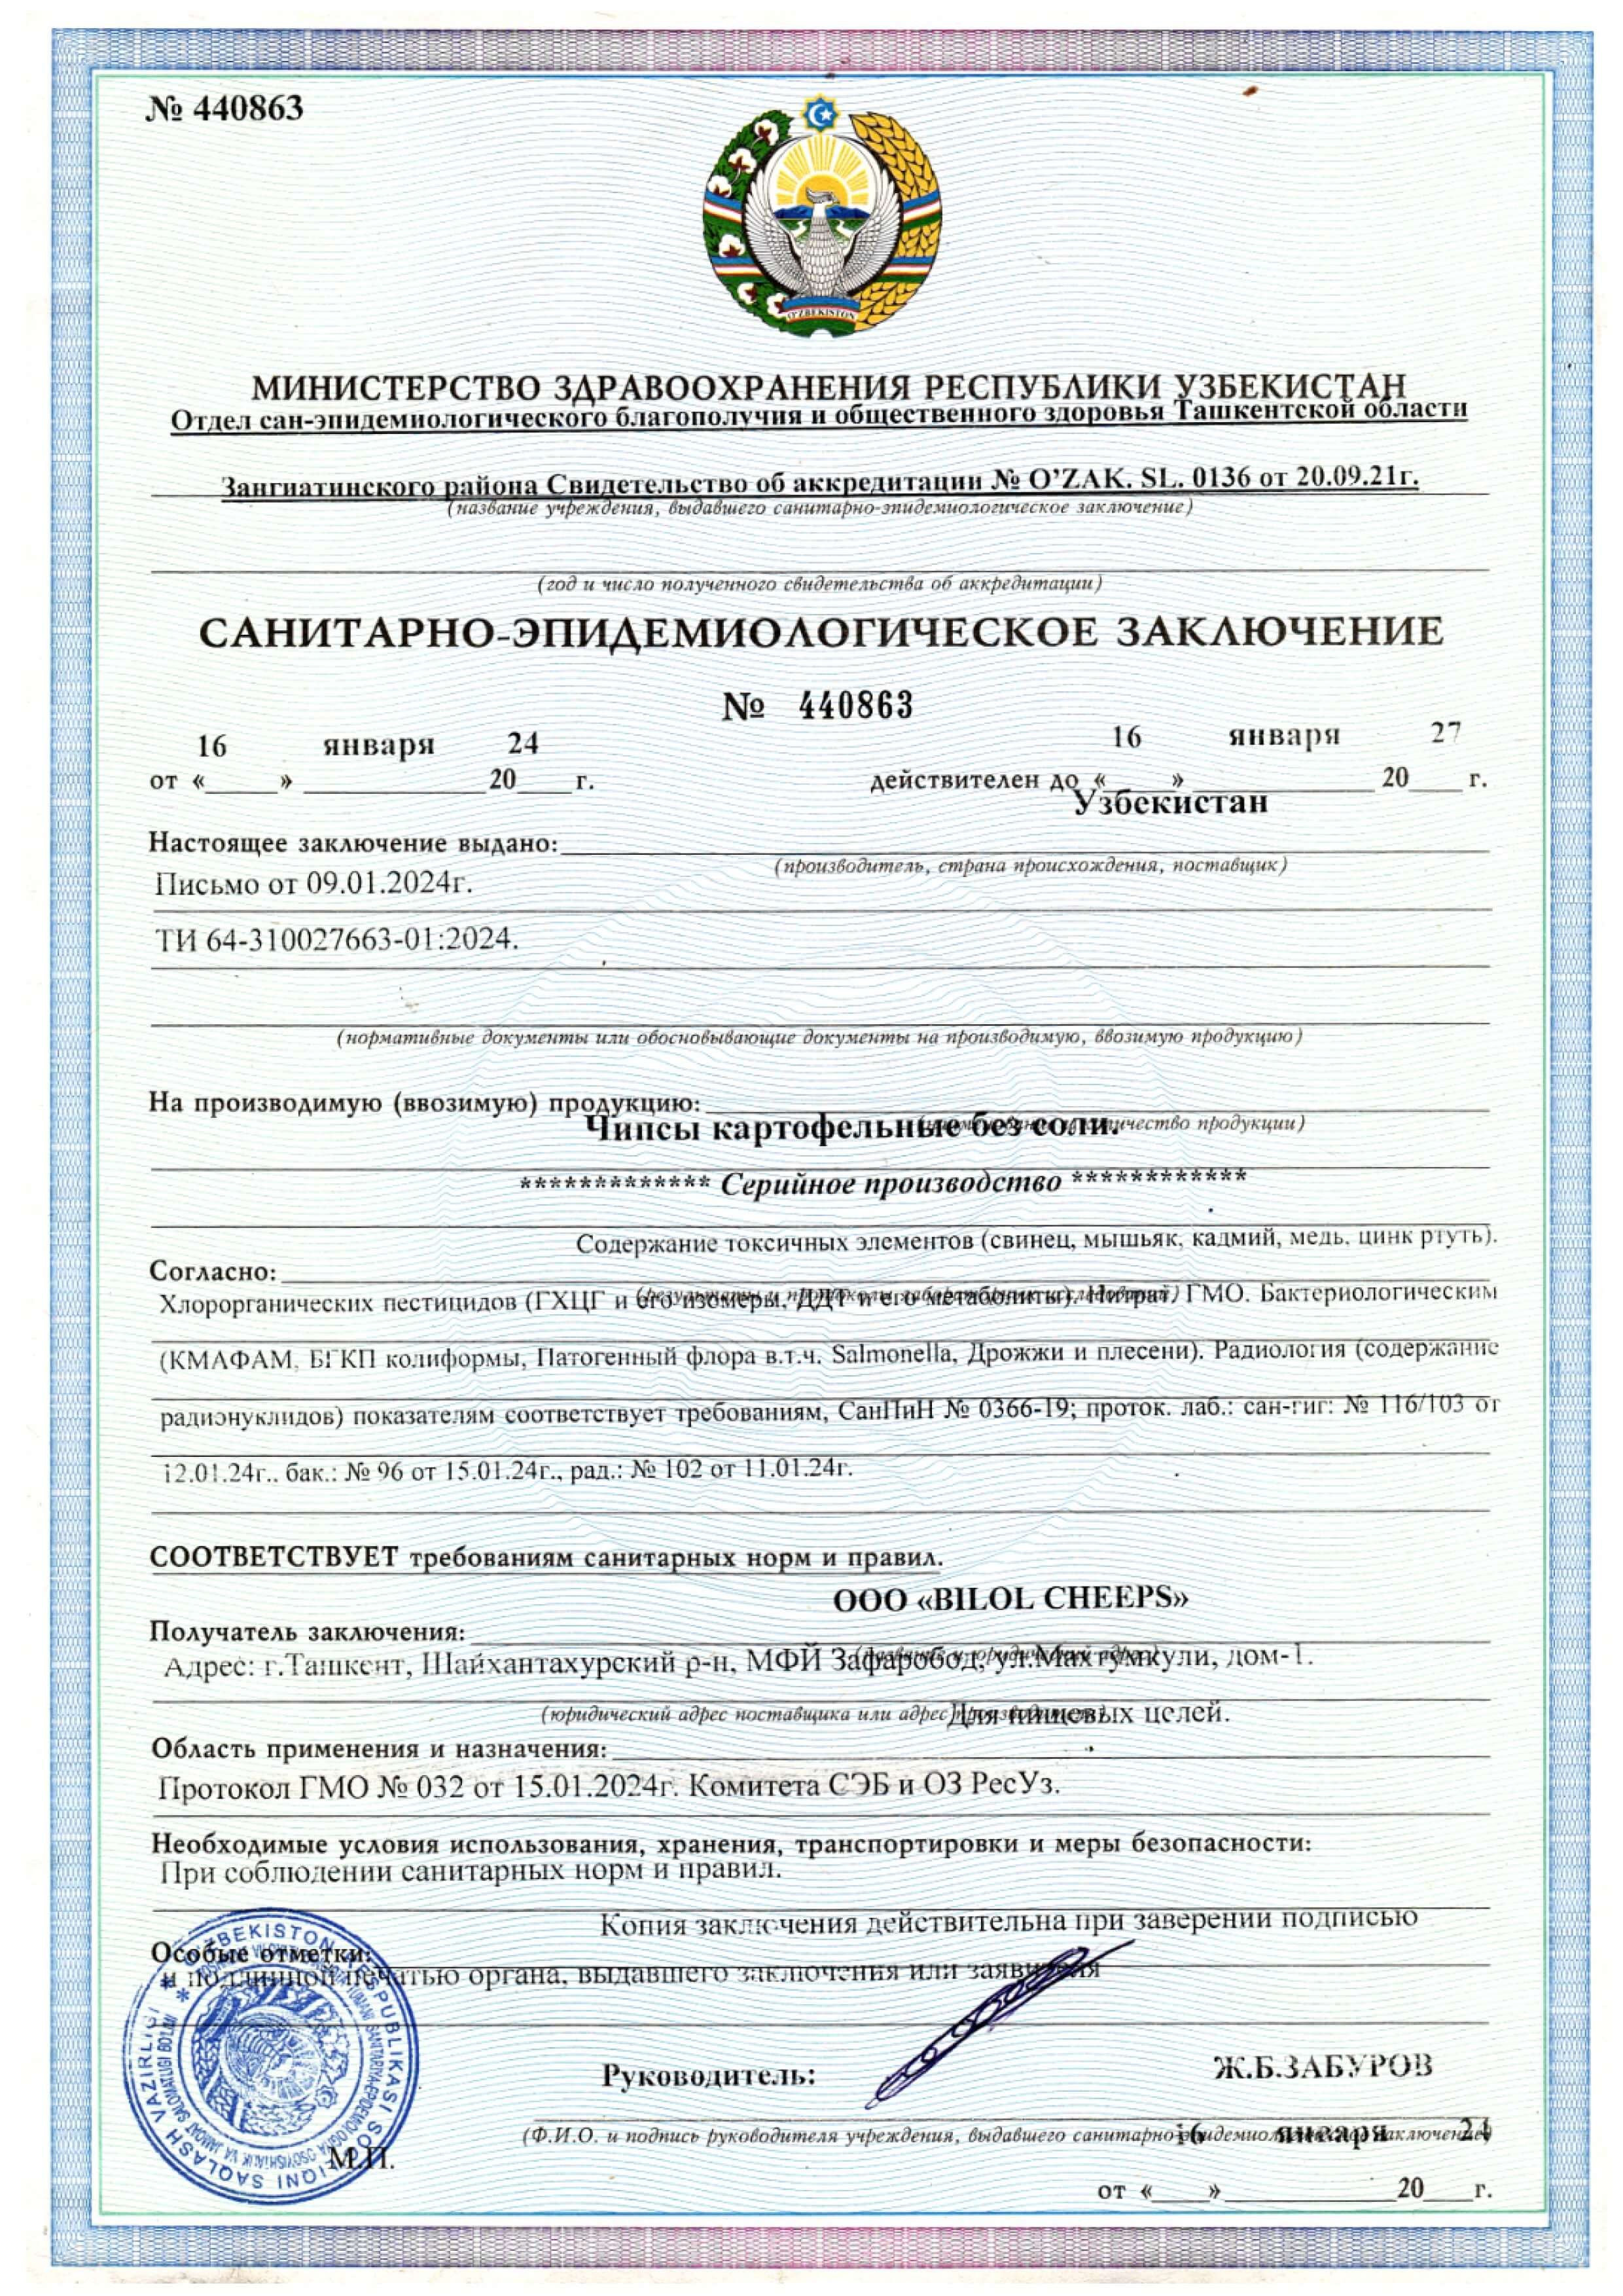 № 440863
O'ZBEKISTON
МИНИСТЕРСТВО ЗДРАВООХРАНЕНИЯ РЕСПУБЛИКИ УЗБЕКИСТАН
Отдел сан-эпидемиологического благополучия и общественного здоровья Ташкентской области
Зангиатинского района Свидетельство об аккредитации № O’ZAK. SL. 0136 от 20.09.21г.
(название учреждения, выдавшего санитарно-эпидемиологическое заключение)
(год и число полученного свидетельства об аккредитации)
САНИТАРНО-ЭПИДЕМИОЛОГИЧЕСКОЕ ЗАКЛЮЧЕНИЕ
№ 440863
16 января 24 16 января 27
от «_____» _____________20____г. действителен до «_____» _____________ 20____ г.
Узбекистан
Настоящее заключение выдано:
(производитель, страна происхождения, поставщик)
Письмо от 09.01.2024г.
ТИ 64-310027663-01:2024.
(нормативные документы или обосновывающие документы на производимую, ввозимую продукцию)
На производимую (ввозимую) продукцию:
Чипсы картофельные без соли.
(наименование и количество продукции)
************* Серийное производство ************
Содержание токсичных элементов (свинец, мышьяк, кадмий, медь, цинк ртуть).
Согласно:
(результаты и протоколы лабораторных исследований)
Хлорорганических пестицидов (ГХЦГ и его изомеры, ДДТ и его метаболиты). Нитрат, ГМО. Бактериологическим
(КМАФАМ, БГКП колиформы, Патогенный флора в.т.ч. Salmonella, Дрожжи и плесени). Радиология (содержание
радионуклидов) показателям соответствует требованиям, СанПиН № 0366-19; проток. лаб.: сан-гиг: № 116/103 от
12.01.24г., бак.: № 96 от 15.01.24г., рад.: № 102 от 11.01.24г.
СООТВЕТСТВУЕТ требованиям санитарных норм и правил.
ООО «BILOL CHEEPS»
Получатель заключения:
(название и юридический адрес)
Адрес: г.Ташкент, Шайхантахурский р-н, МФЙ Зафаробод, ул.Махтумкули, дом-1.
(юридический адрес поставщика или адрес производителя)
Для пищевых целей.
Область применения и назначения:
Протокол ГМО № 032 от 15.01.2024г. Комитета СЭБ и ОЗ РесУз.
Необходимые условия использования, хранения, транспортировки и меры безопасности:
При соблюдении санитарных норм и правил.
Копия заключения действительна при заверении подписью
Особые отметки:
и подлинной печатью органа, выдавшего заключения или заявителя
O'ZBEKISTON RESPUBLIKASI SOG'LIQNI SAQLASH VAZIRLIGI
Руководитель: Ж.Б.ЗАБУРОВ
(Ф.И.О. и подпись руководителя учреждения, выдавшего санитарно-эпидемиологическое заключение)
16 января 24
М.П.
от «____»_____________20___г.